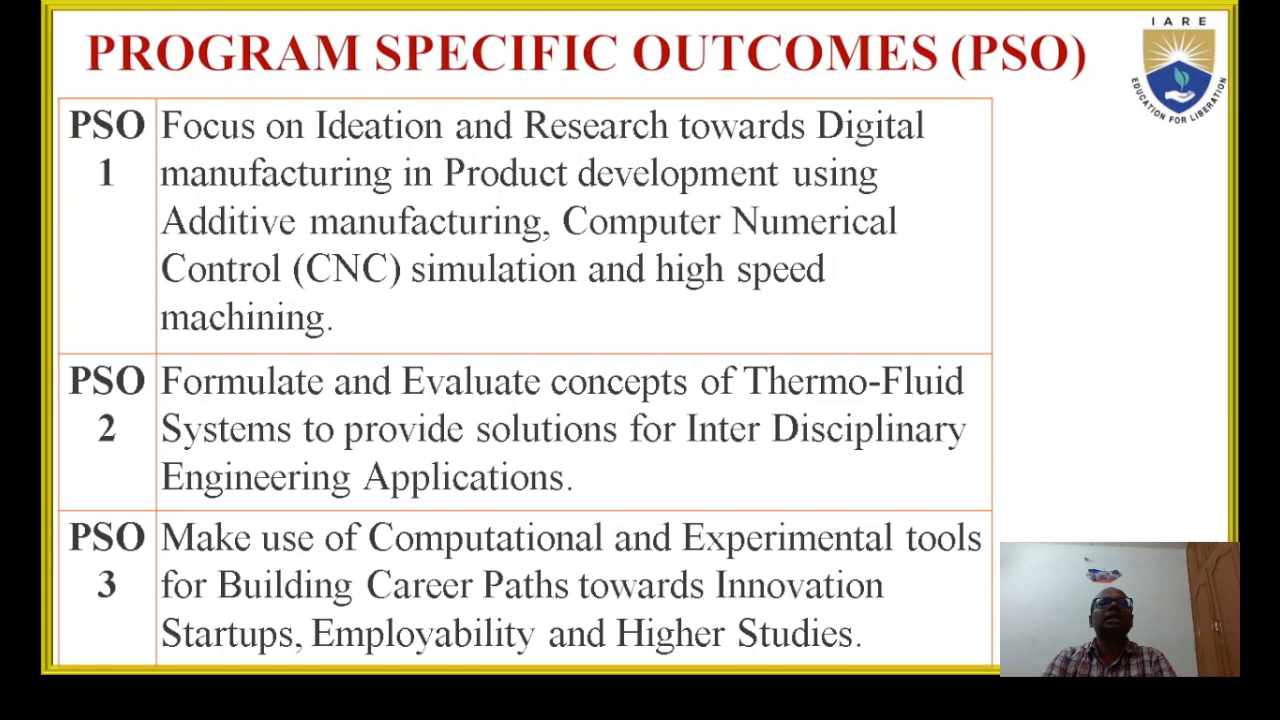 PROGRAM SPECIFIC OUTCOMES (PSO)
IARE
EDUCATION FOR LIBERATION
PSO 1
Focus on Ideation and Research towards Digital
manufacturing in Product development using
Additive manufacturing, Computer Numerical
Control (CNC) simulation and high speed
machining.
PSO 2
Formulate and Evaluate concepts of Thermo-Fluid
Systems to provide solutions for Inter Disciplinary
Engineering Applications.
PSO 3
Make use of Computational and Experimental tools
for Building Career Paths towards Innovation
Startups, Employability and Higher Studies.